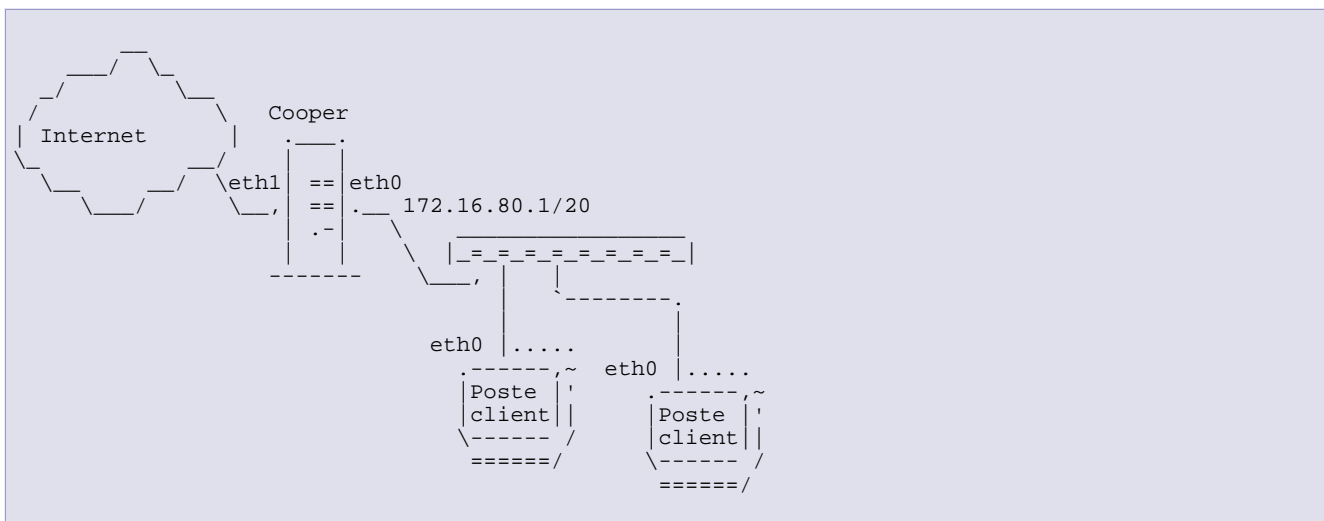 Cooper
Internet
eth1 == eth0
== 172.16.80.1/20
eth0
eth0
Poste
client
Poste
client